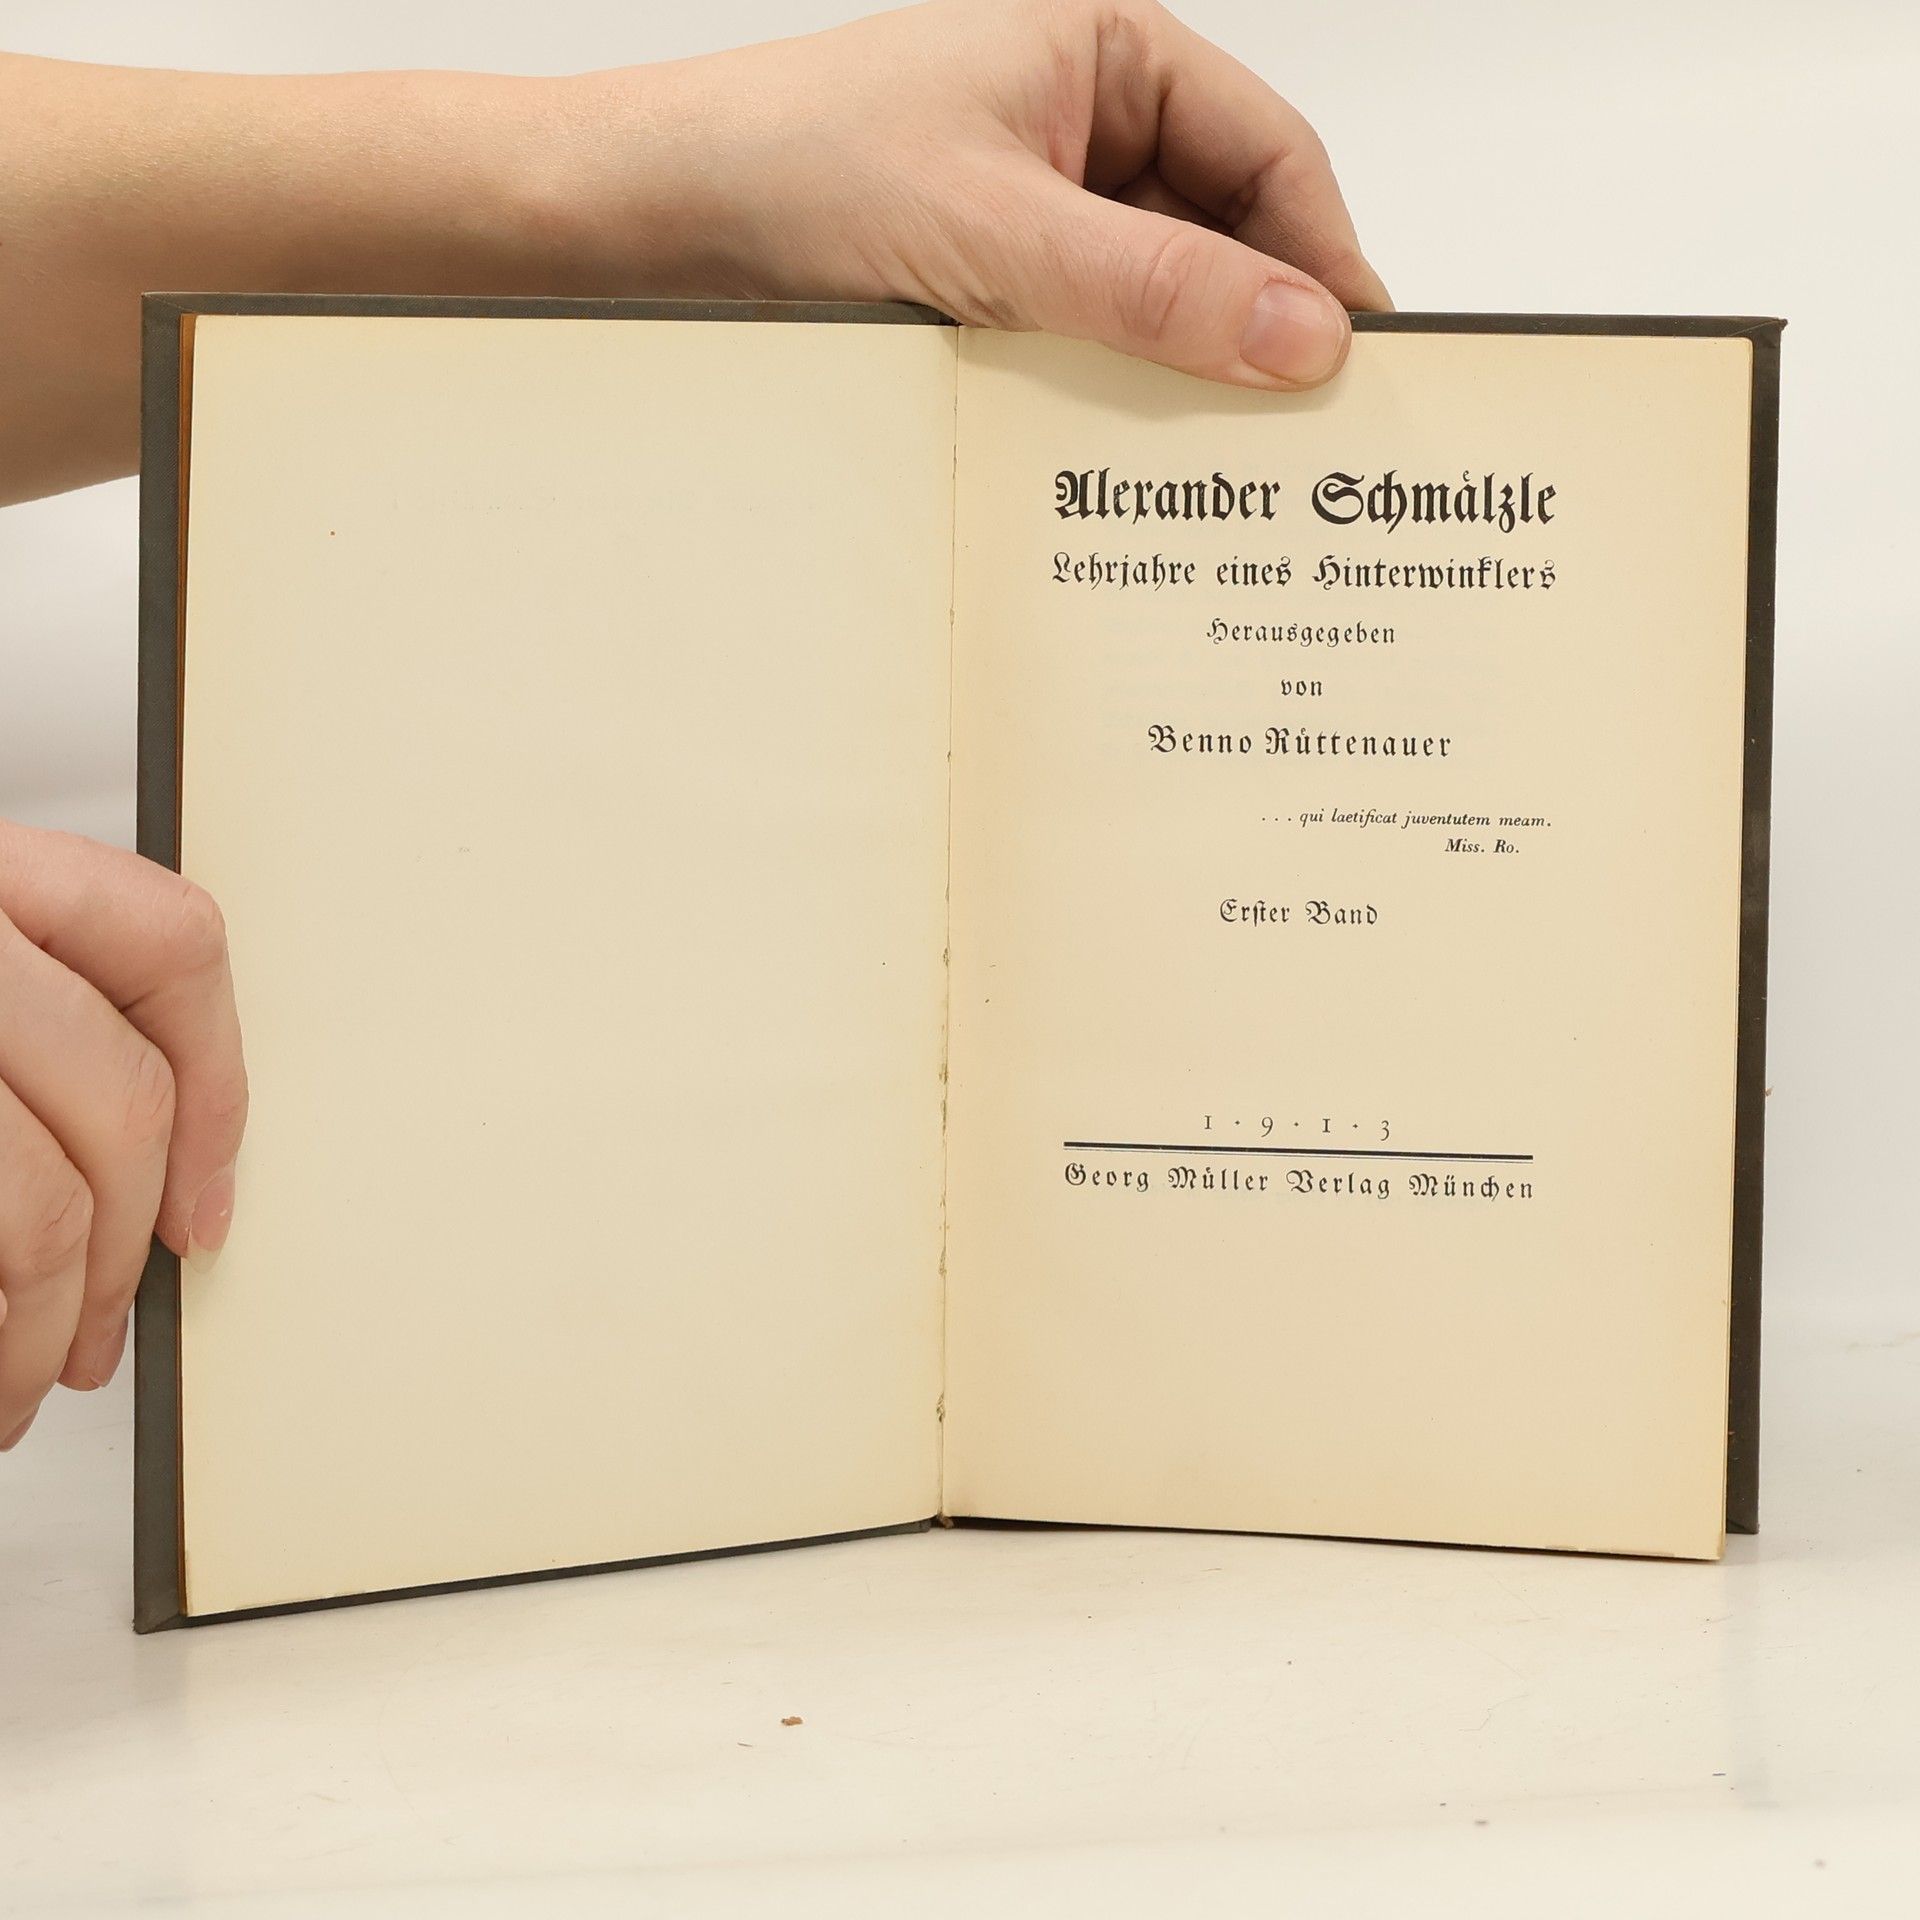 Alexander Schmälzle
Lehrjahre eines Hinterwinklers
Herausgegeben
von
Benno Rüttenauer
. . . qui laetificat juventutem meam.
Miss. Ro.
Erster Band
1 · 9 · 1 · 3
Georg Müller Verlag München